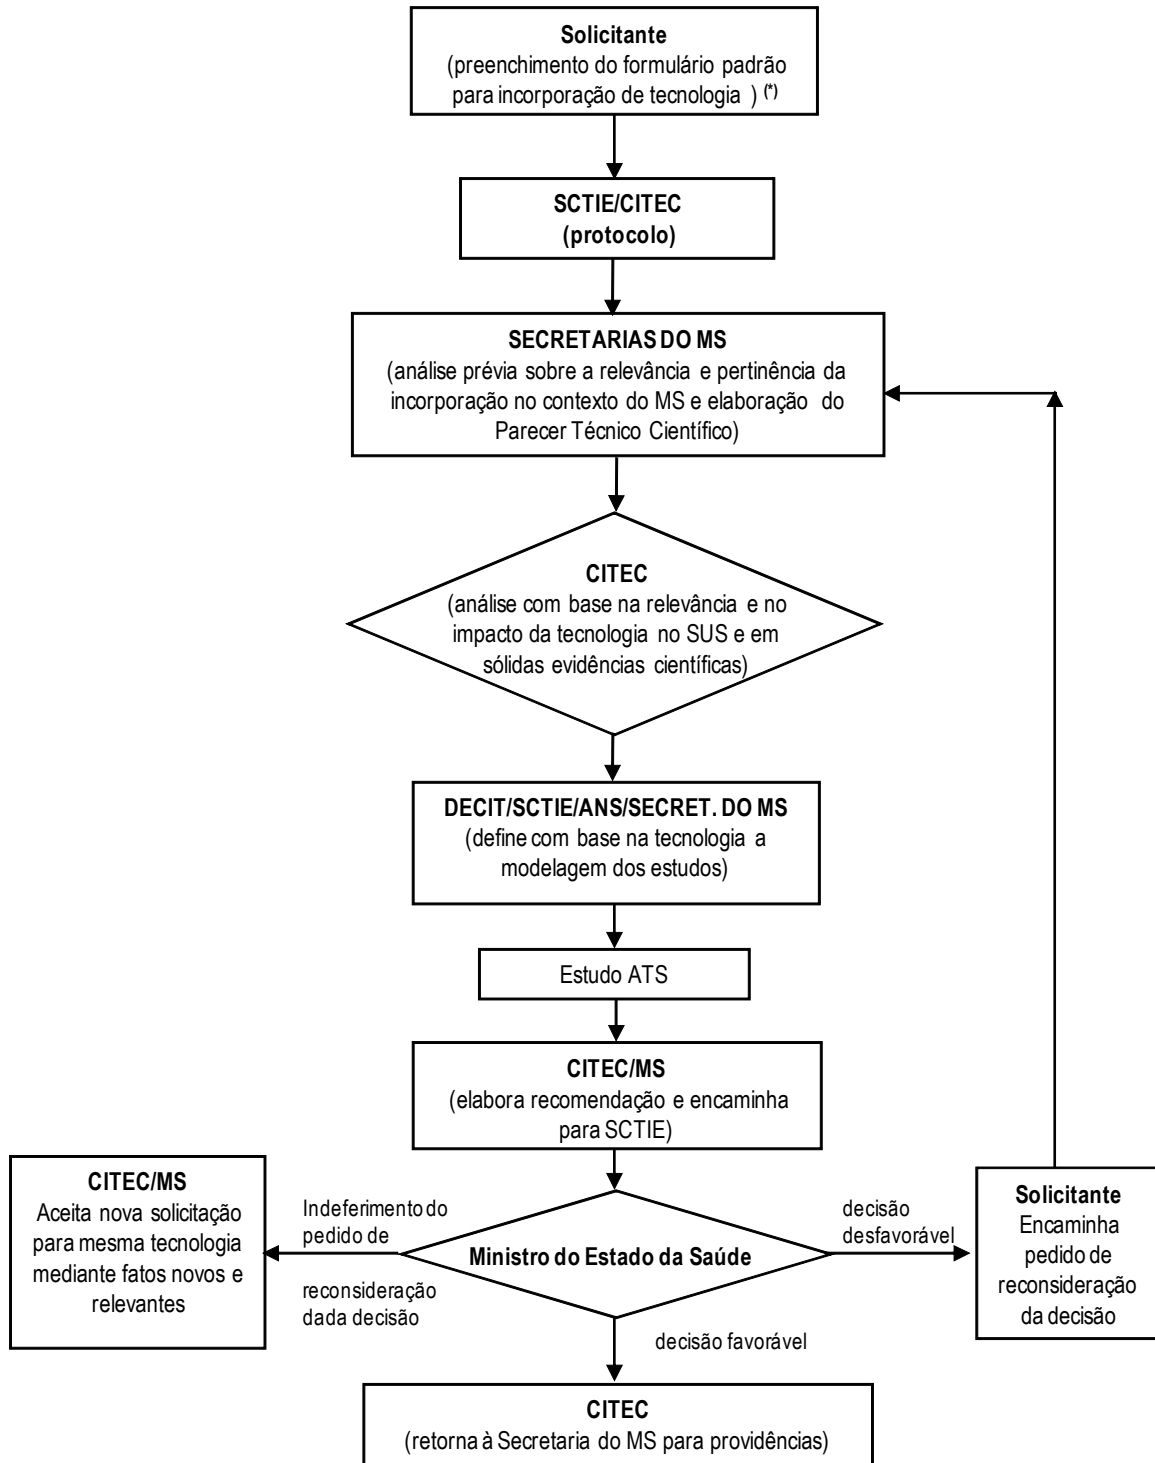 Solicitante
(preenchimento do formulário padrão
para incorporação de tecnologia ) (*)
SCTIE/CITEC
(protocolo)
SECRETARIAS DO MS
(análise prévia sobre a relevância e pertinência da
incorporação no contexto do MS e elaboração do
Parecer Técnico Científico)
CITEC
(análise com base na relevância e no
impacto da tecnologia no SUS e em
sólidas evidências científicas)
DECIT/SCTIE/ANS/SECRET. DO MS
(define com base na tecnologia a
modelagem dos estudos)
Estudo ATS
CITEC/MS
(elabora recomendação e encaminha
para SCTIE)
CITEC/MS
Aceita nova solicitação
para mesma tecnologia
mediante fatos novos e
relevantes
Indeferimento do
pedido de
reconsideração
dada decisão
Ministro do Estado da Saúde
decisão
desfavorável
Solicitante
Encaminha
pedido de
reconsideração
da decisão
decisão favorável
CITEC
(retorna à Secretaria do MS para providências)